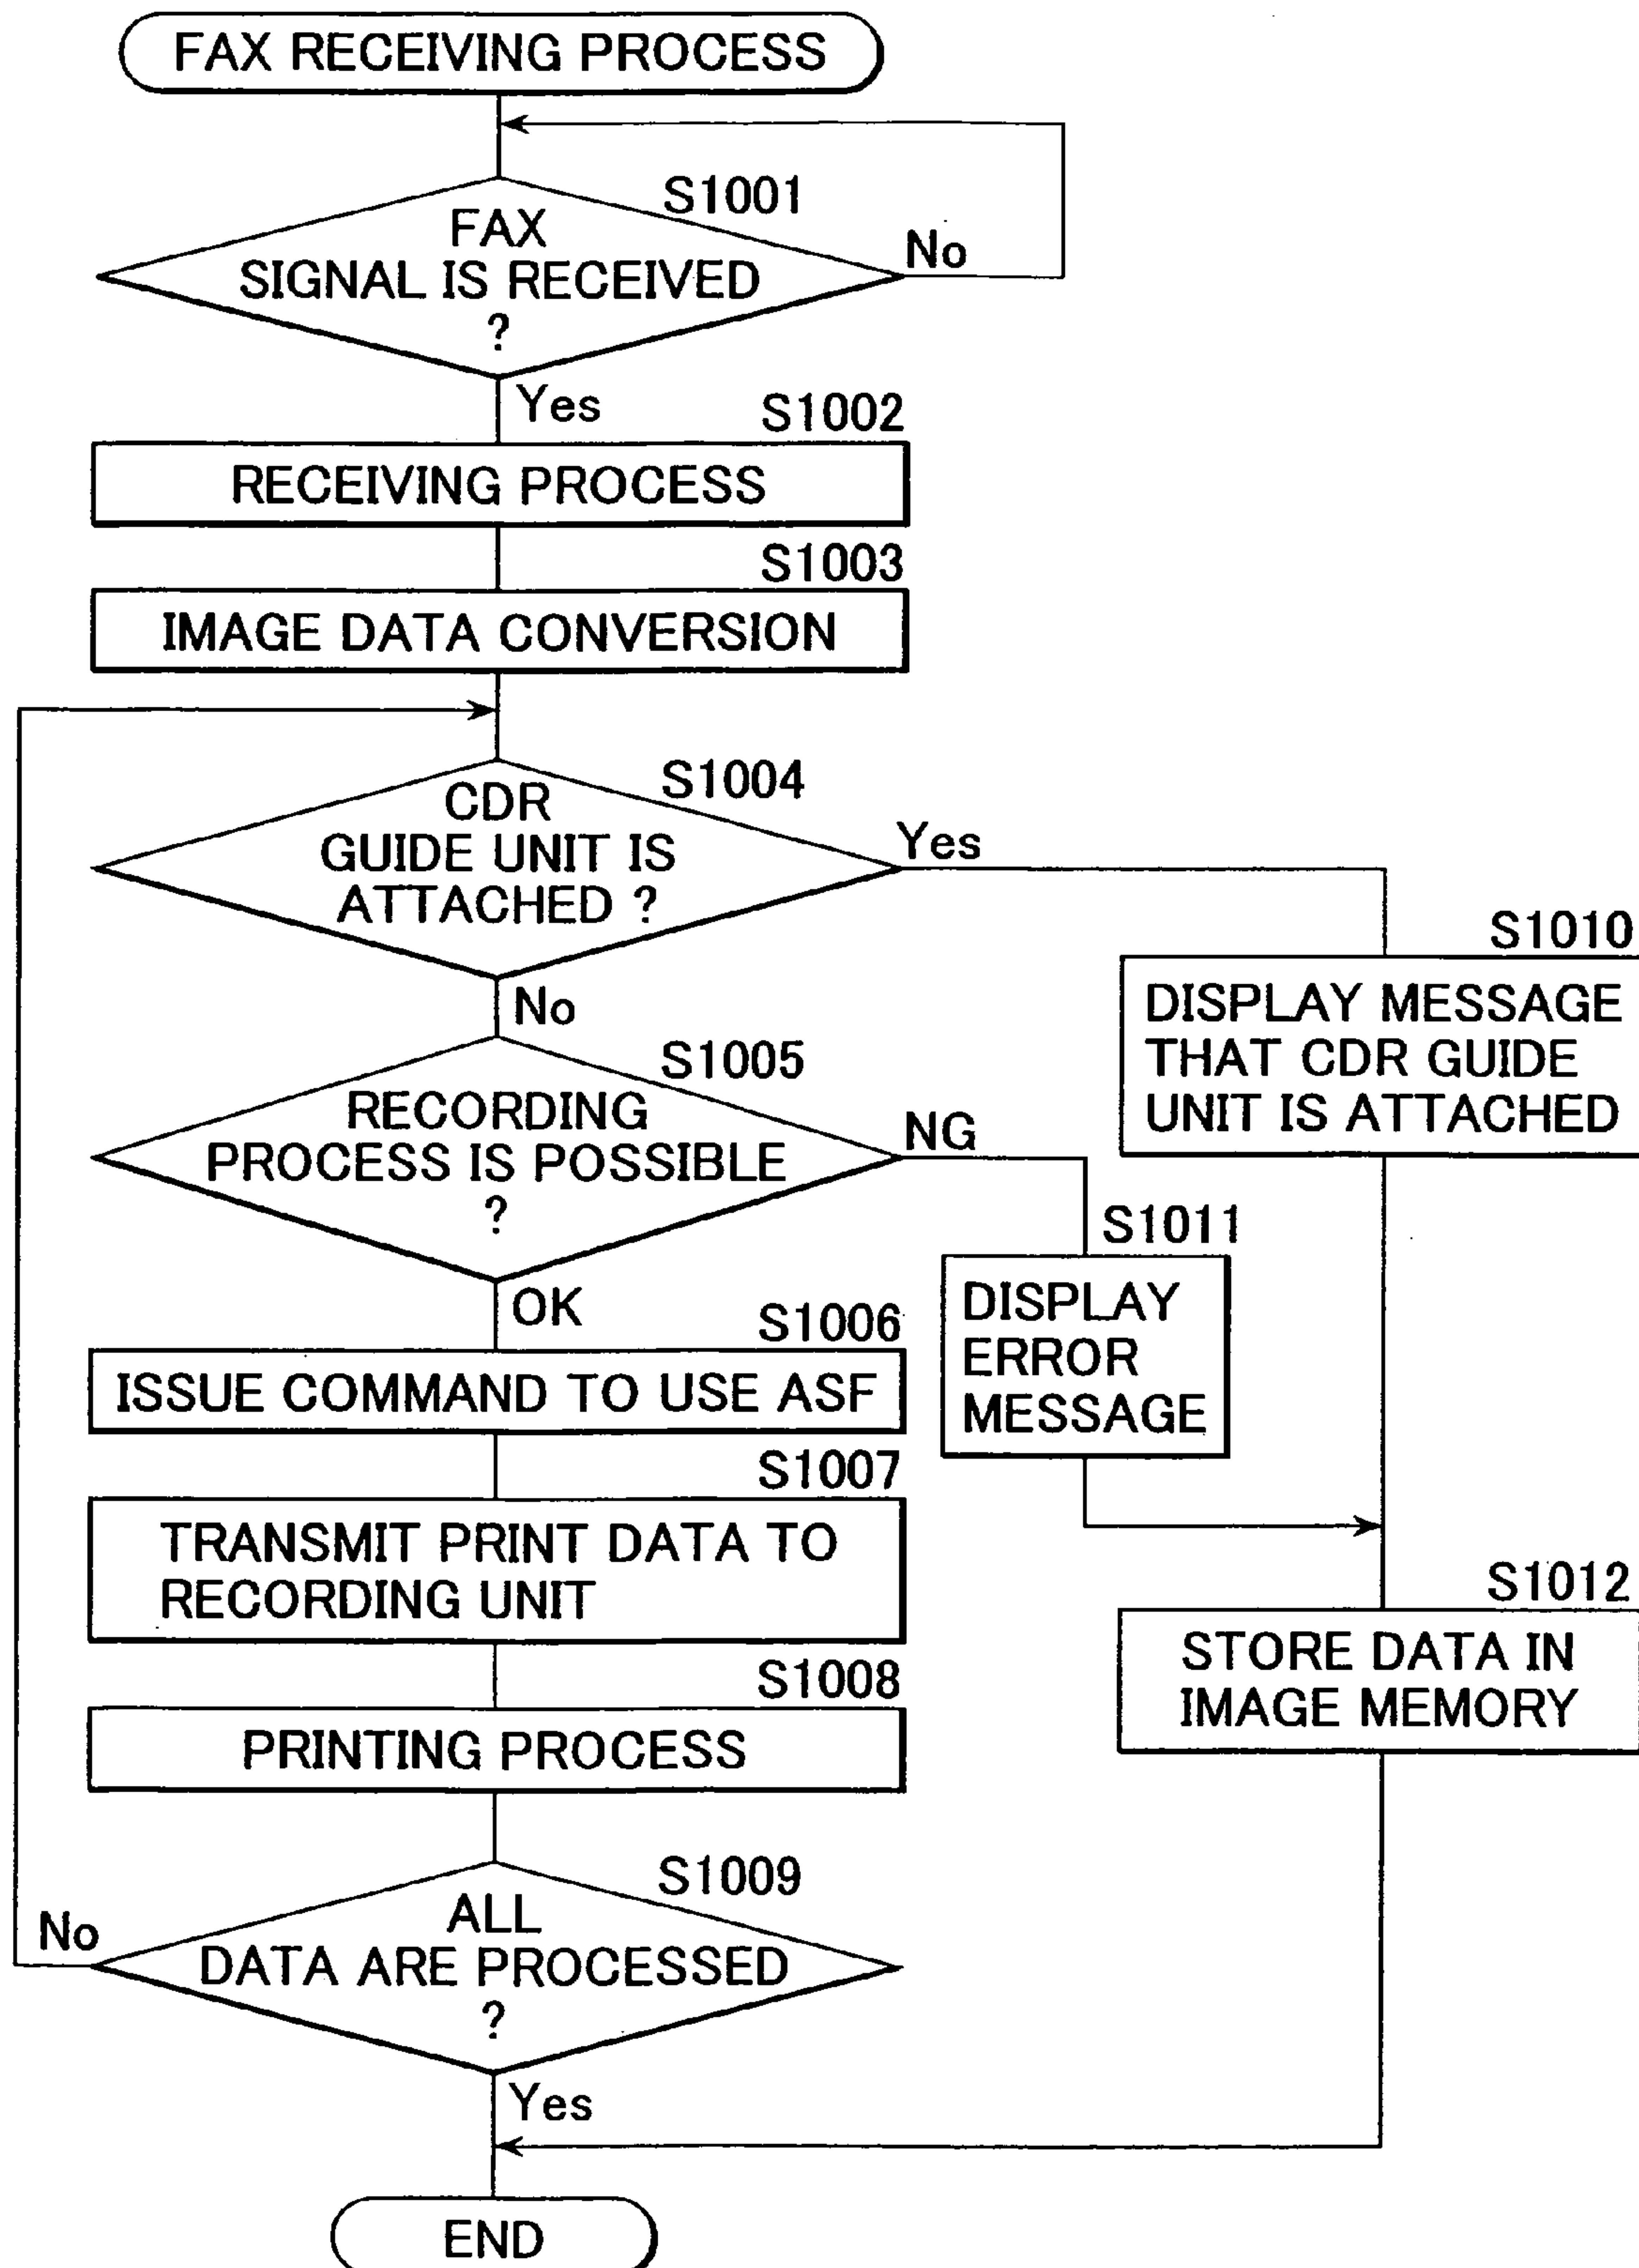 FAX RECEIVING PROCESS
S1001
FAX
SIGNAL IS RECEIVED
?
No
Yes
S1002
RECEIVING PROCESS
S1003
IMAGE DATA CONVERSION
S1004
CDR
GUIDE UNIT IS
ATTACHED ?
Yes
No
S1010
DISPLAY MESSAGE
THAT CDR GUIDE
UNIT IS ATTACHED
S1005
RECORDING
PROCESS IS POSSIBLE
?
NG
OK
S1011
DISPLAY
ERROR
MESSAGE
S1006
ISSUE COMMAND TO USE ASF
S1007
TRANSMIT PRINT DATA TO
RECORDING UNIT
S1012
STORE DATA IN
IMAGE MEMORY
S1008
PRINTING PROCESS
S1009
ALL
DATA ARE PROCESSED
?
No
Yes
END